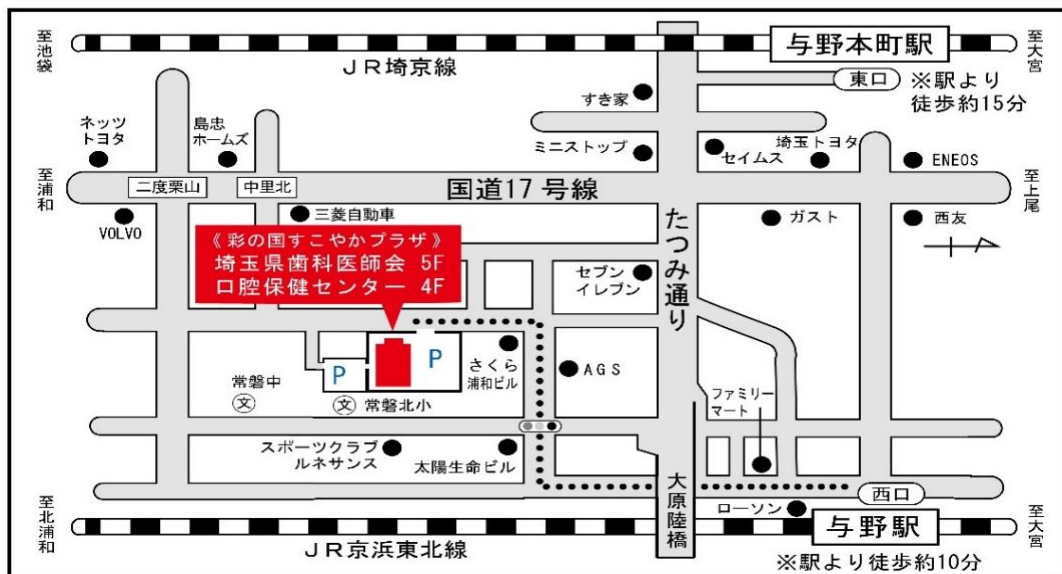 至池袋
JR埼京線
与野本町駅
至大宮
東口
※駅より
徒歩約15分
すき家
ネッツ
トヨタ
島忠
ホームズ
ミニストップ
セイムス
埼玉トヨタ
ENEOS
至浦和
二度栗山
中里北
国道17号線
至上尾
VOLVO
三菱自動車
たつみ通り
ガスト
西友
《彩の国すこやかプラザ》
埼玉県歯科医師会 5F
口腔保健センター 4F
セブン
イレブン
P
P
さくら
浦和ビル
AGS
常磐中
文
文
常磐北小
ファミリー
マート
スポーツクラブ
ルネサンス
太陽生命ビル
大原陸橋
西口
ローソン
至北浦和
JR京浜東北線
与野駅
至大宮
※駅より徒歩約10分